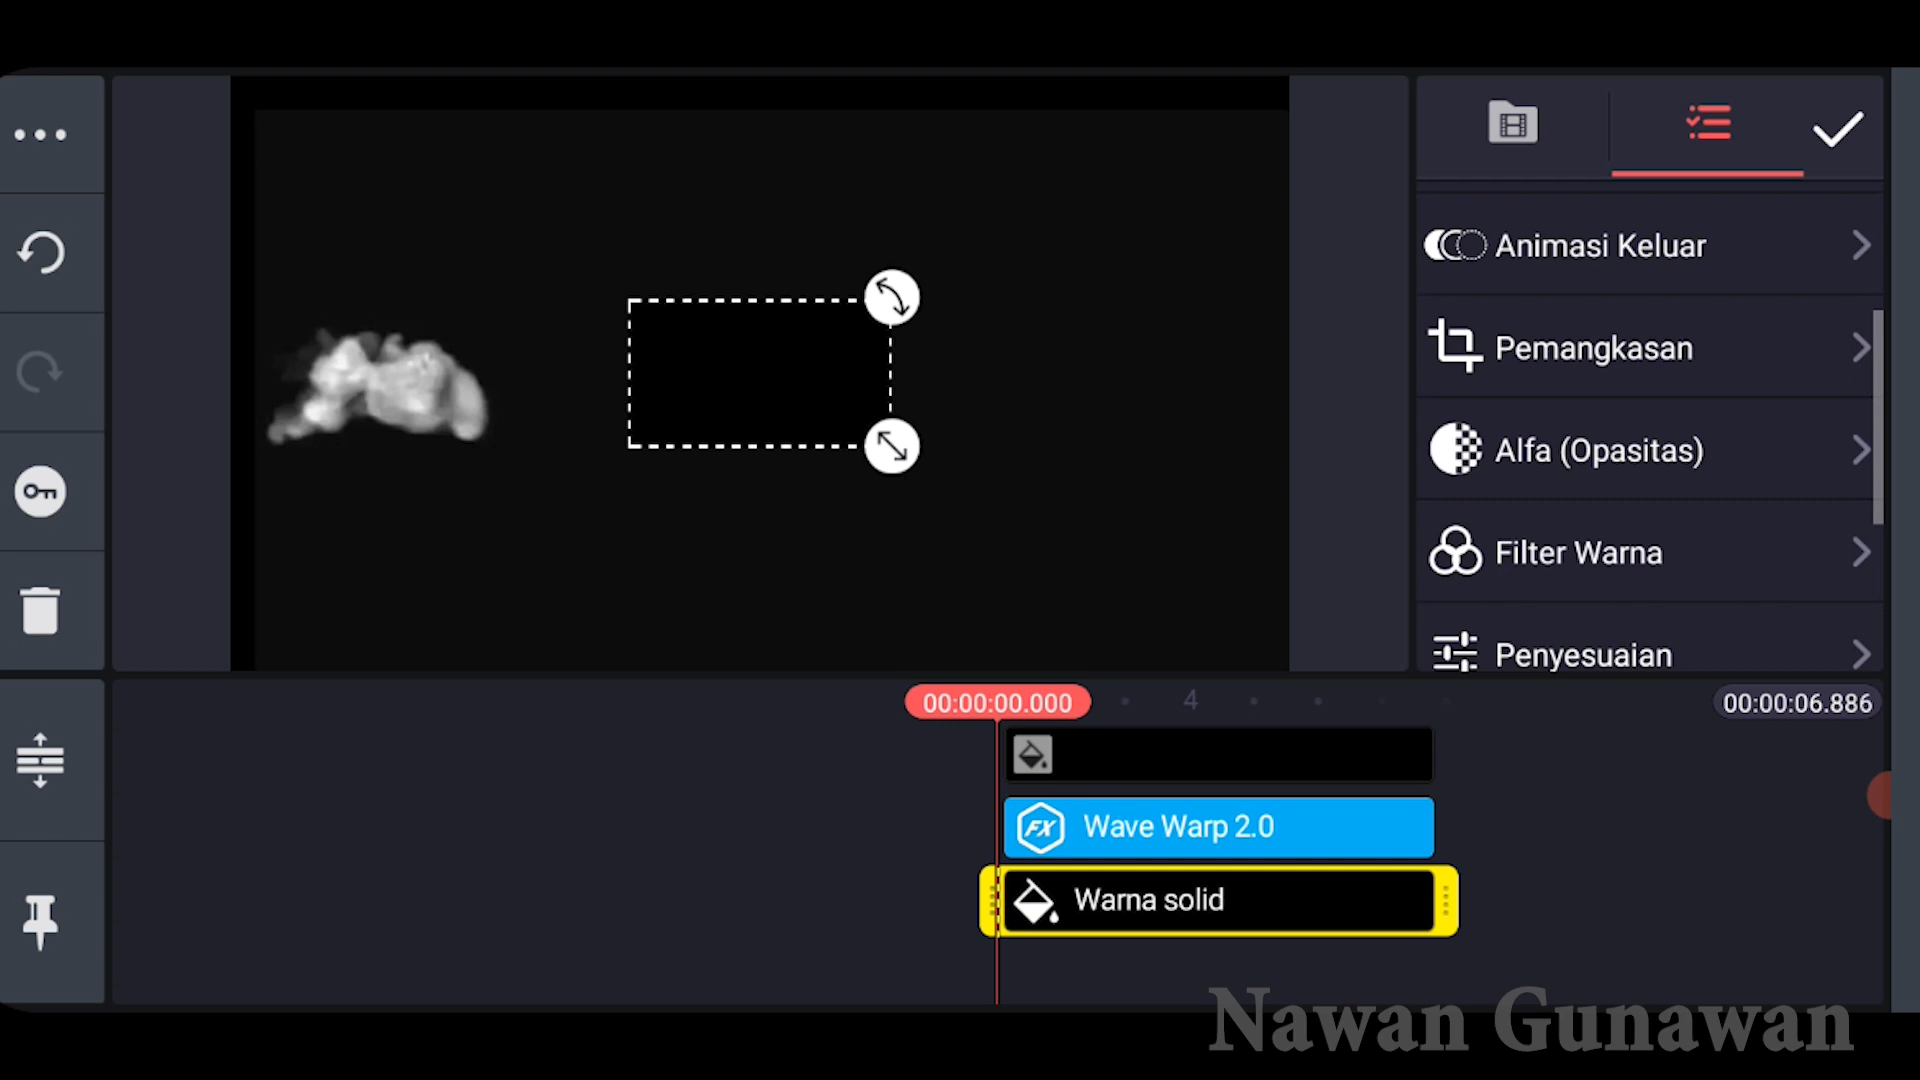 Animasi Keluar
Pemangkasan
Alfa (Opasitas)
Filter Warna
Penyesuaian
00:00:00.000
4
00:00:06.886
FX Wave Warp 2.0
Warna solid
Nawan Gunawan